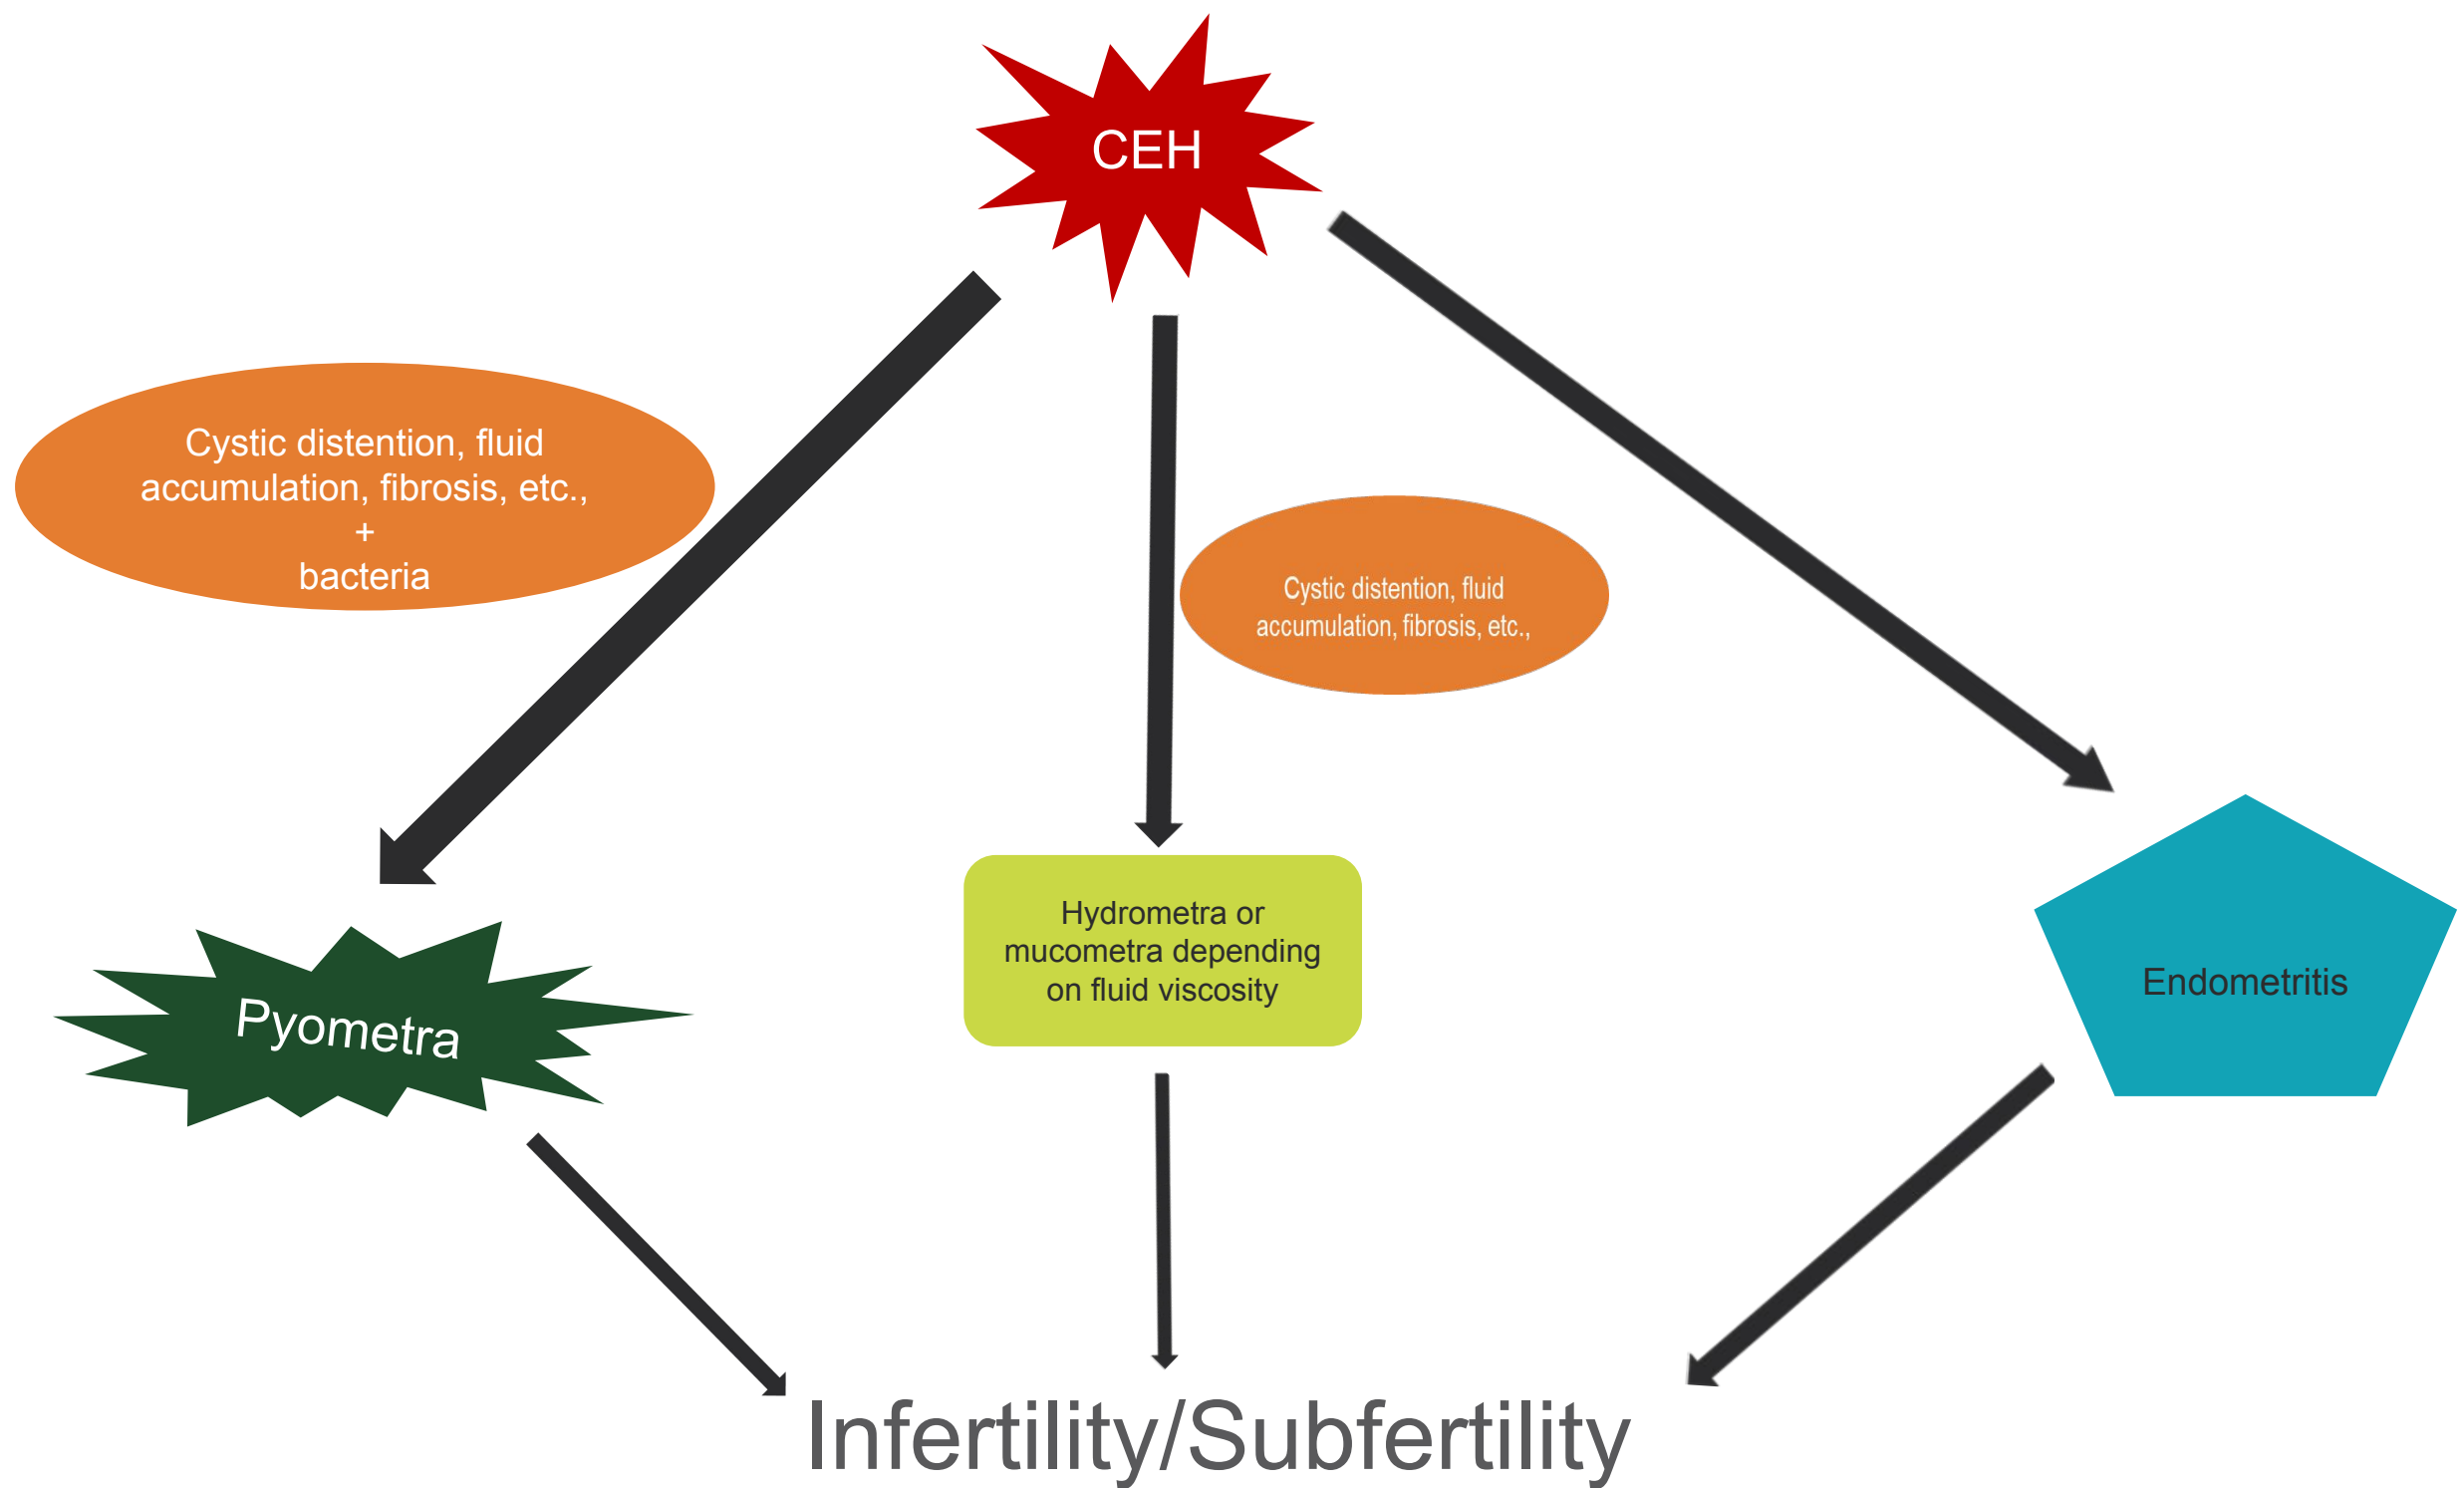 CEH
Cystic distention, fluid
accumulation, fibrosis, etc.,
+
bacteria
Cystic distention, fluid
accumulation, fibrosis, etc.,
Pyometra
Hydrometra or
mucometra depending
on fluid viscosity
Endometritis
Infertility/Subfertility